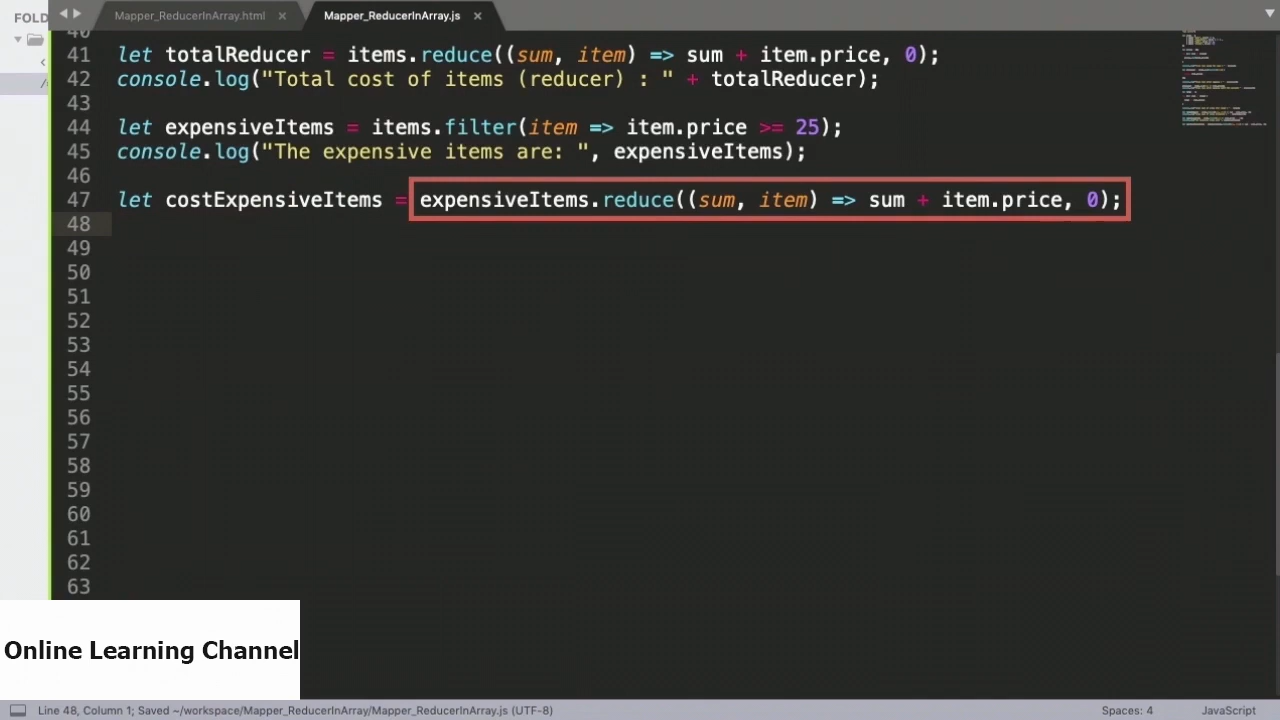 FOLD
Mapper_ReducerInArray.html ×
Mapper_ReducerInArray.js ×
40
41 let totalReducer = items.reduce((sum, item) => sum + item.price, 0);
42 console.log("Total cost of items (reducer) : " + totalReducer);
43
44 let expensiveItems = items.filter(item => item.price >= 25);
45 console.log("The expensive items are: ", expensiveItems);
46
47 let costExpensiveItems = expensiveItems.reduce((sum, item) => sum + item.price, 0);
48
49
50
51
52
53
54
55
56
57
58
59
60
61
62
63
Online Learning Channel
Line 48, Column 1; Saved ~/workspace/Mapper_ReducerInArray/Mapper_ReducerInArray.js (UTF-8)
Spaces: 4
JavaScript